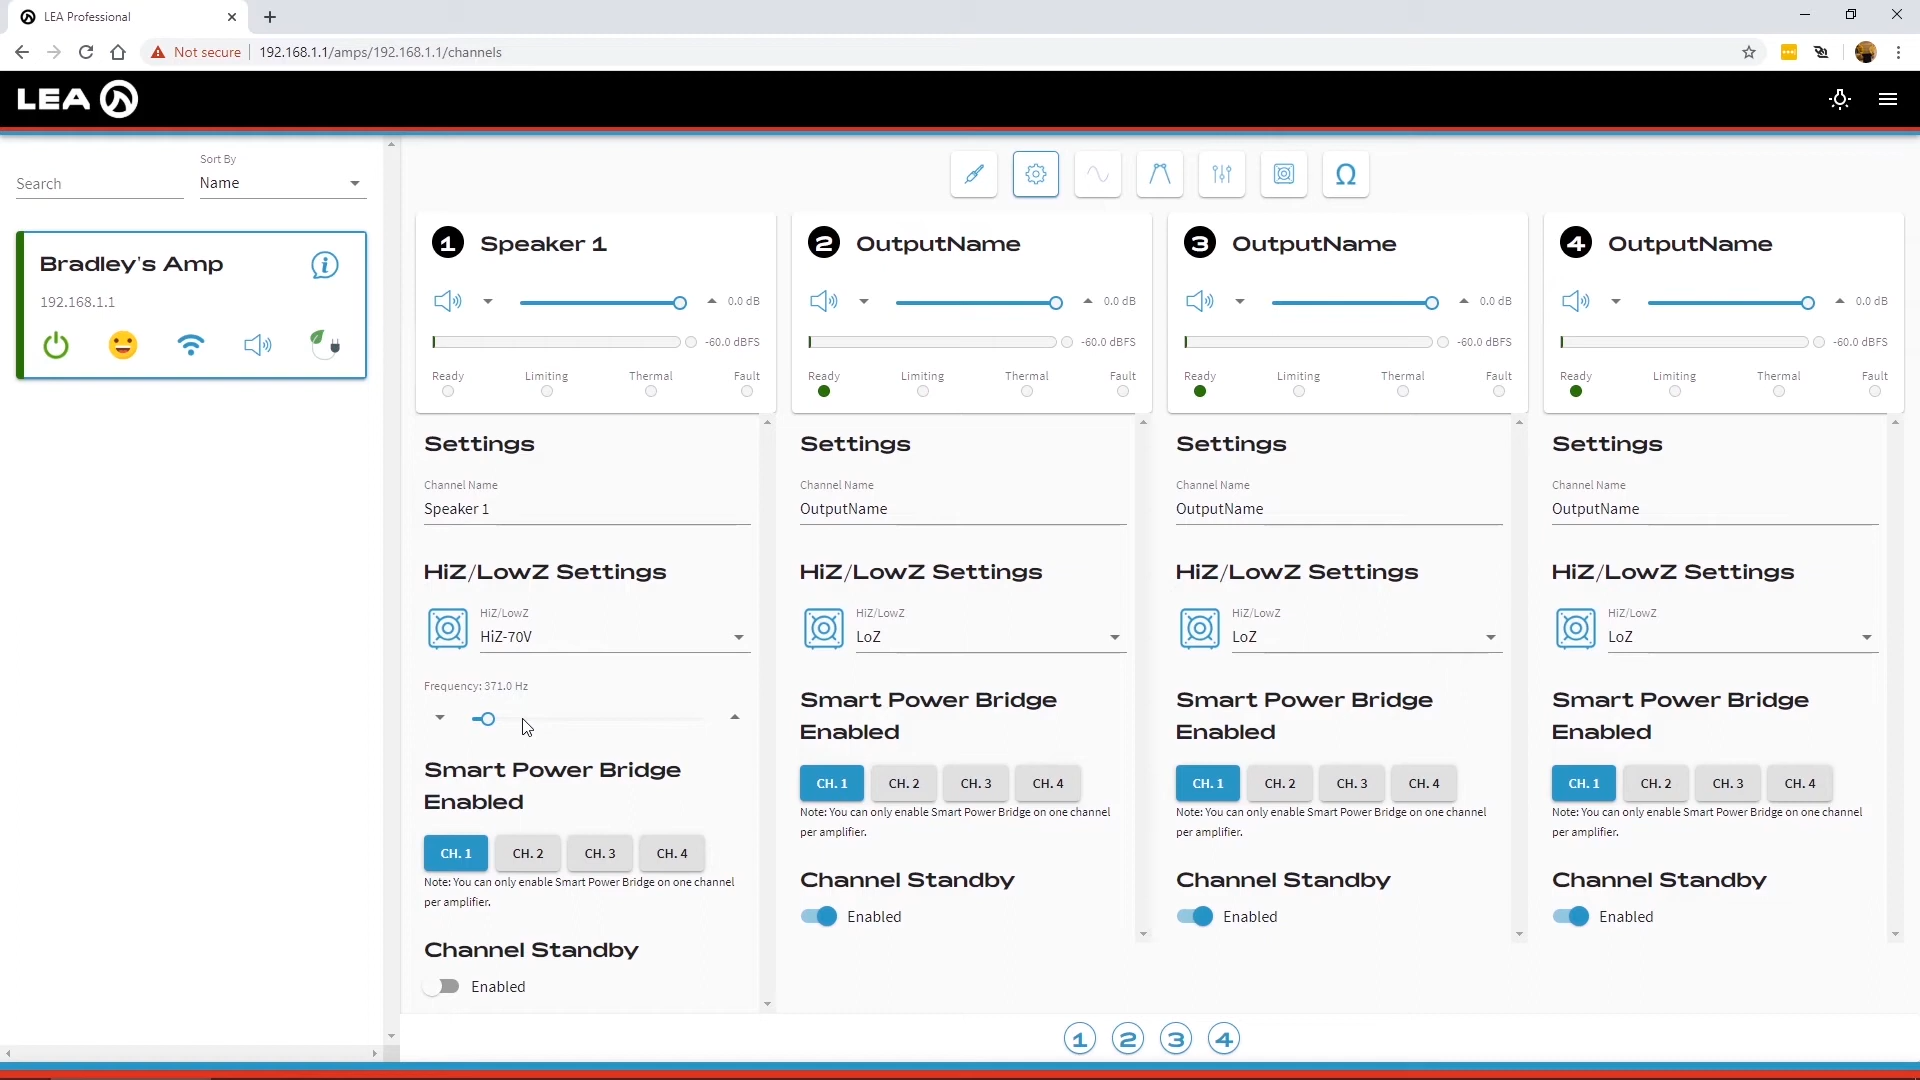 LEA Professional
Not secure
192.168.1.1/amps/192.168.1.1/channels
LEA
Search
Sort By
Name
Bradley's Amp
192.168.1.1
1 Speaker 1
0.0 dB
-60.0 dBFS
Ready Limiting Thermal Fault
Settings
Channel Name
Speaker 1
HiZ/LowZ Settings
HiZ/LowZ
HiZ-70V
Frequency: 371.0 Hz
Smart Power Bridge
Enabled
CH. 1 CH. 2 CH. 3 CH. 4
Note: You can only enable Smart Power Bridge on one channel
per amplifier.
Channel Standby
Enabled
2 OutputName
0.0 dB
-60.0 dBFS
Ready Limiting Thermal Fault
Settings
Channel Name
OutputName
HiZ/LowZ Settings
HiZ/LowZ
LoZ
Smart Power Bridge
Enabled
CH. 1 CH. 2 CH. 3 CH. 4
Note: You can only enable Smart Power Bridge on one channel
per amplifier.
Channel Standby
Enabled
3 OutputName
0.0 dB
-60.0 dBFS
Ready Limiting Thermal Fault
Settings
Channel Name
OutputName
HiZ/LowZ Settings
HiZ/LowZ
LoZ
Smart Power Bridge
Enabled
CH. 1 CH. 2 CH. 3 CH. 4
Note: You can only enable Smart Power Bridge on one channel
per amplifier.
Channel Standby
Enabled
4 OutputName
0.0 dB
-60.0 dBFS
Ready Limiting Thermal Fault
Settings
Channel Name
OutputName
HiZ/LowZ Settings
HiZ/LowZ
LoZ
Smart Power Bridge
Enabled
CH. 1 CH. 2 CH. 3 CH. 4
Note: You can only enable Smart Power Bridge on one channel
per amplifier.
Channel Standby
Enabled
1 2 3 4